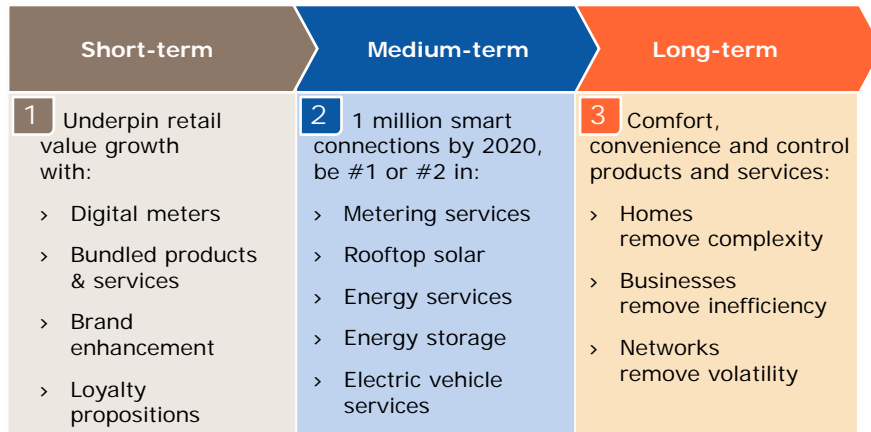 Short-term
Medium-term
Long-term
1 Underpin retail
value growth
with:
› Digital meters
› Bundled products
& services
› Brand
enhancement
› Loyalty
propositions
2 1 million smart
connections by 2020,
be #1 or #2 in:
› Metering services
› Rooftop solar
› Energy services
› Energy storage
› Electric vehicle
services
3 Comfort,
convenience and control
products and services:
› Homes
remove complexity
› Businesses
remove inefficiency
› Networks
remove volatility